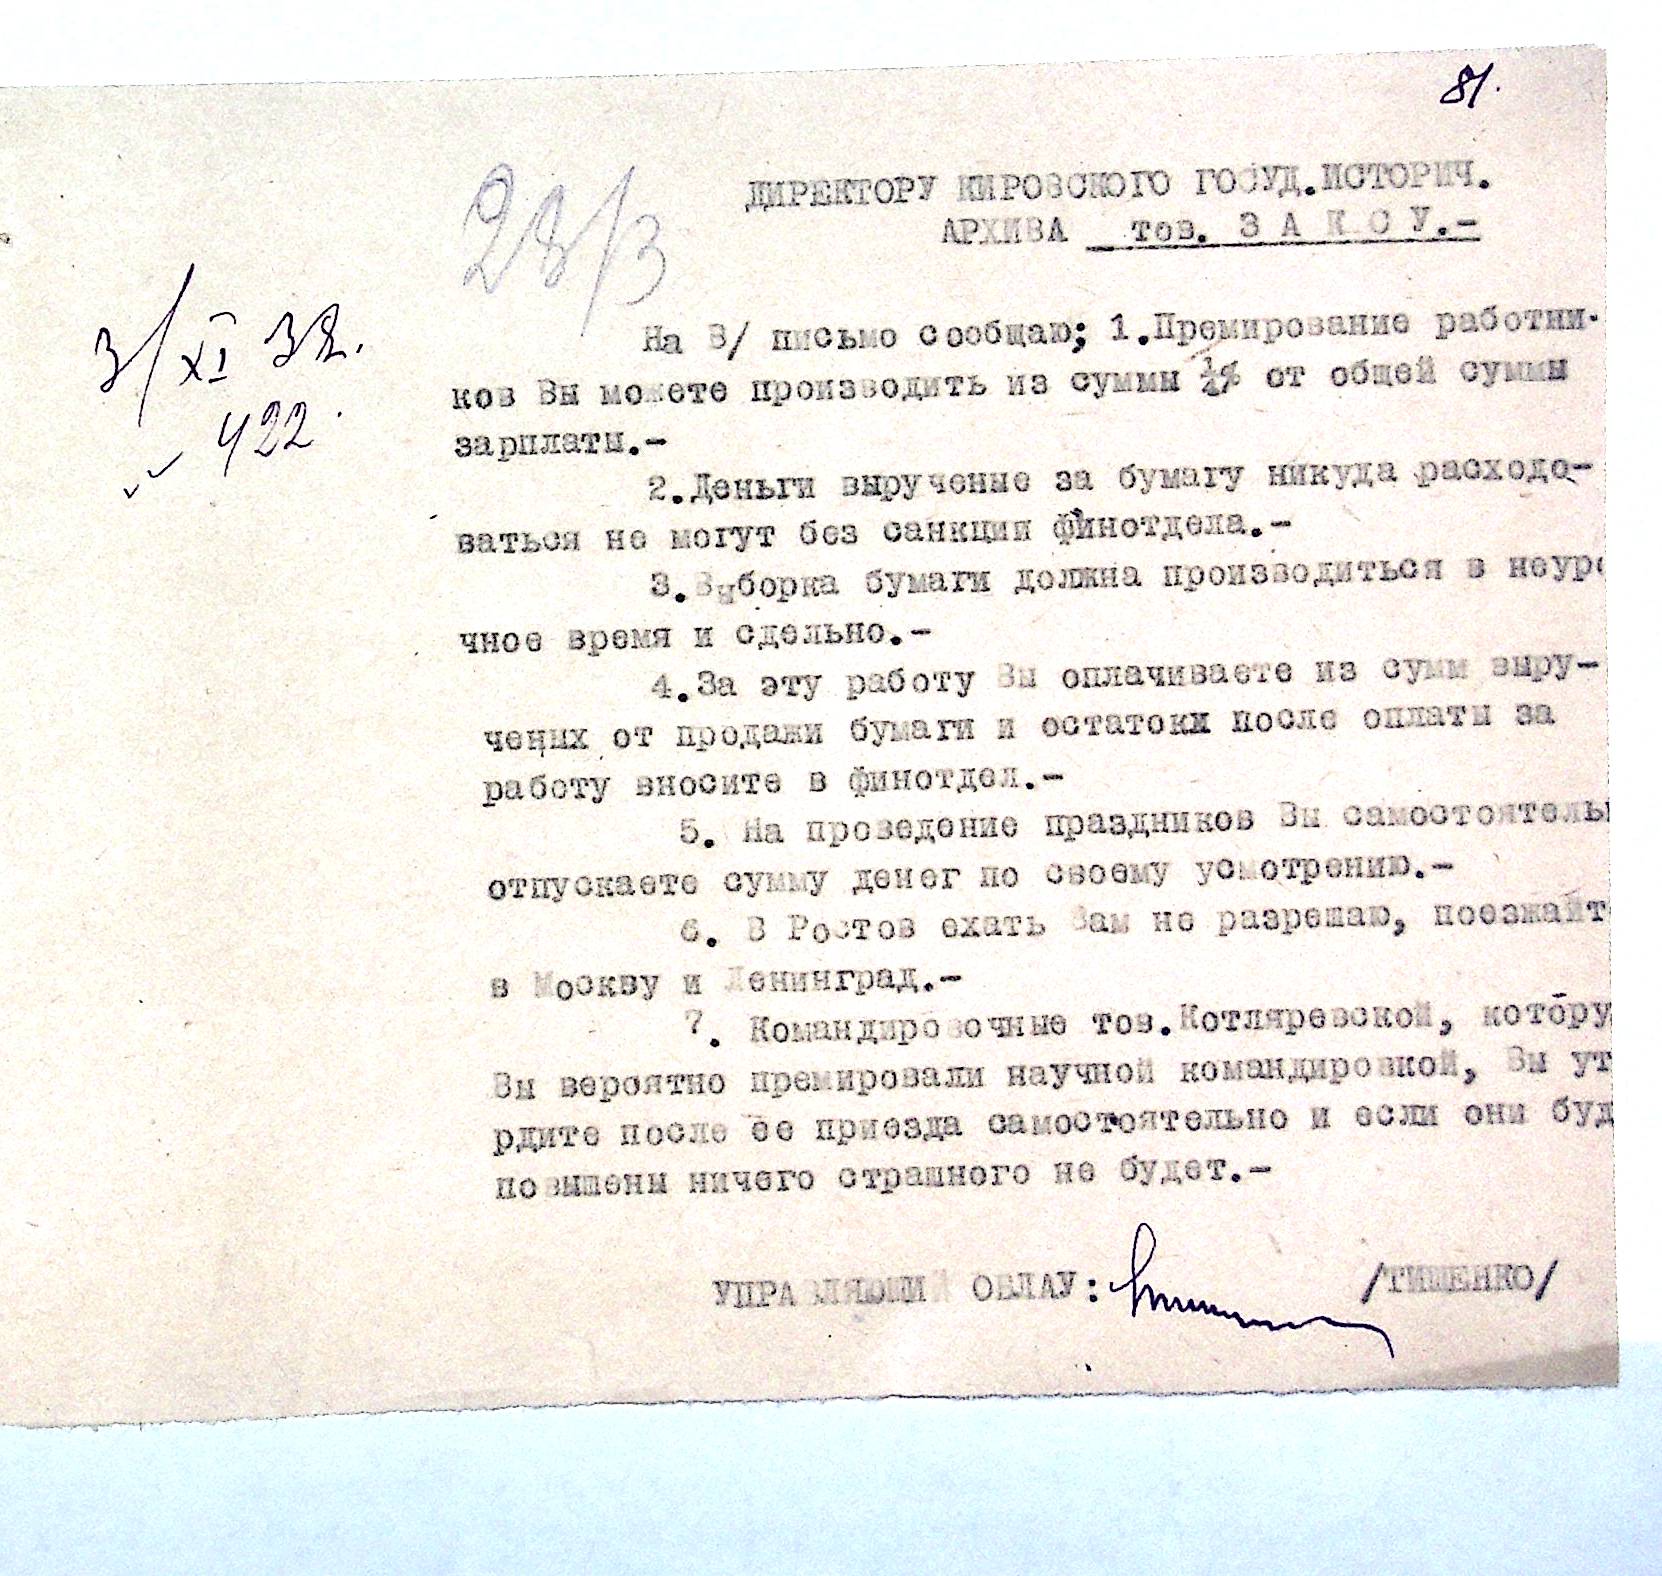 81.
ДИРЕКТОРУ КИРОВСКОГО ГОСУД.ИСТОРИЧ.
АРХИВА тов. З А К С У.-
28/3
3/XI 38.
422.
На В/ письмо сообщаю; 1.Премирование работни-
ков Вы можете производить из суммы ¼% от общей суммы
зарплаты.-
2.Деньги вырученые за бумагу никуда расходо-
ваться не могут без санкции финотдела.-
3.Выборка бумаги должна производиться в неуро
чное время и сдельно.-
4.За эту работу Вы оплачиваете из сумм выру-
ченых от продажи бумаги и остатоки после оплаты за
работу вносите в финотдел.-
5. На проведение праздников Вы самостоятель
отпускаете сумму денег по своему усмотрению.-
6. В Ростов ехать Вам не разрешаю, поезжайте
в Москву и Ленинград.-
7. Командировочные тов.Котляревской, котору
Вы вероятно премировали научной командировкой, Вы ут
рдите после ее приезда самостоятельно и если они буд
повышены ничего страшного не будет.-
УПРАВЛЯЮЩИЙ ОБЛАУ: /ТИШЕНКО/